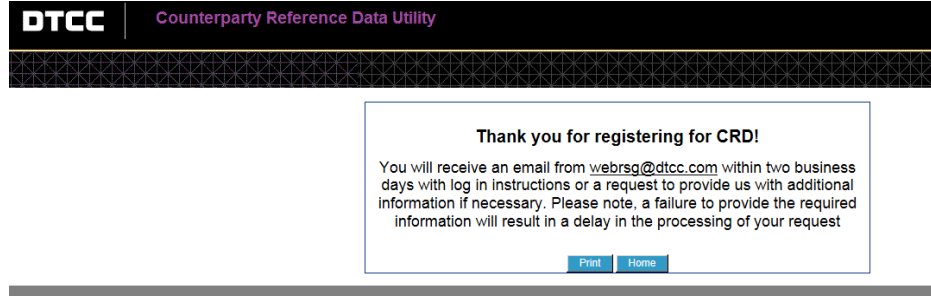 DTCC Counterparty Reference Data Utility
Thank you for registering for CRD!
You will receive an email from webrsg@dtcc.com within two business
days with log in instructions or a request to provide us with additional
information if necessary. Please note, a failure to provide the required
information will result in a delay in the processing of your request
Print Home